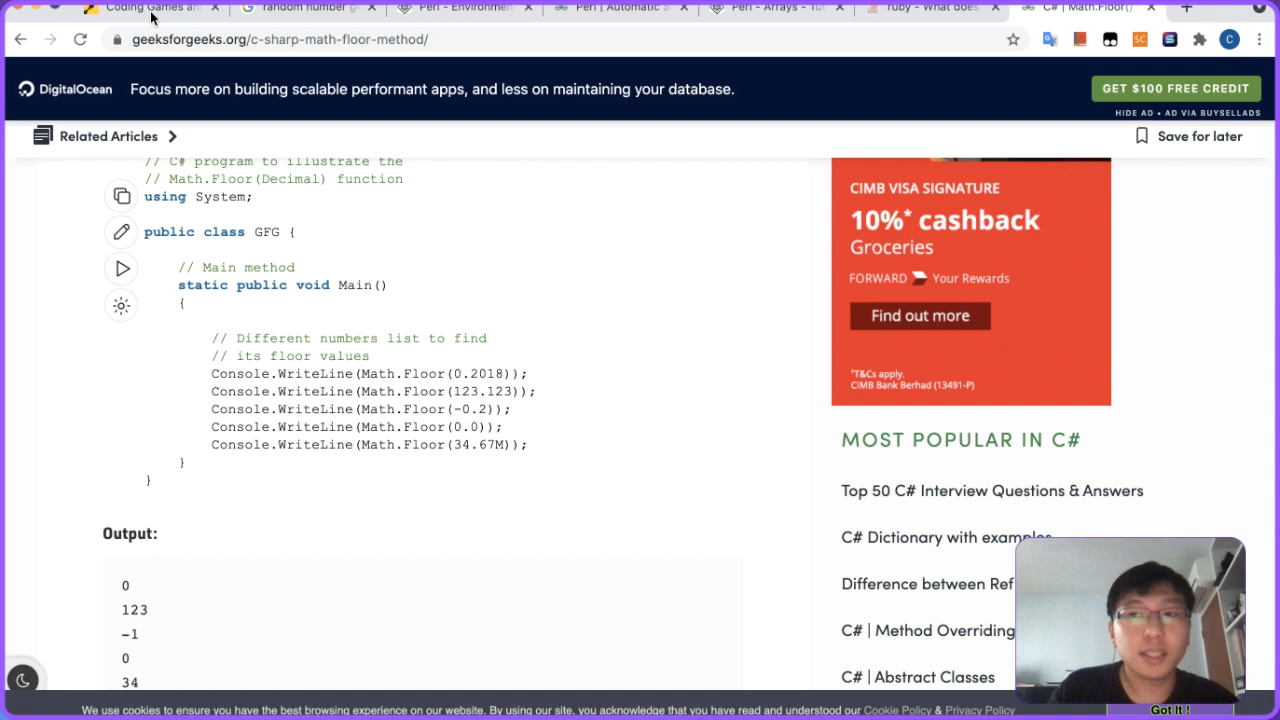 Coding Games an
random number g
Perl - Environmen
Perl | Automatic S
Perl - Arrays - Tut
ruby - What does
C# | Math.Floor()
geeksforgeeks.org/c-sharp-math-floor-method/
SC
S
C
DigitalOcean
Focus more on building scalable performant apps, and less on maintaining your database.
GET $100 FREE CREDIT
HIDE AD • AD VIA BUYSELLADS
Related Articles
Save for later
// C# program to illustrate the
// Math.Floor(Decimal) function
using System;
public class GFG {
// Main method
static public void Main()
{
// Different numbers list to find
// its floor values
Console.WriteLine(Math.Floor(0.2018));
Console.WriteLine(Math.Floor(123.123));
Console.WriteLine(Math.Floor(-0.2));
Console.WriteLine(Math.Floor(0.0));
Console.WriteLine(Math.Floor(34.67M));
}
}
Output:
0
123
-1
0
34
CIMB VISA SIGNATURE
10%* cashback
Groceries
FORWARD Your Rewards
Find out more
*T&Cs apply.
CIMB Bank Berhad (13491-P)
MOST POPULAR IN C#
Top 50 C# Interview Questions & Answers
C# Dictionary with examples
Difference between Ref
C# | Method Overriding
C# | Abstract Classes
We use cookies to ensure you have the best browsing experience on our website. By using our site, you acknowledge that you have read and understood our Cookie Policy & Privacy Policy
Got It !